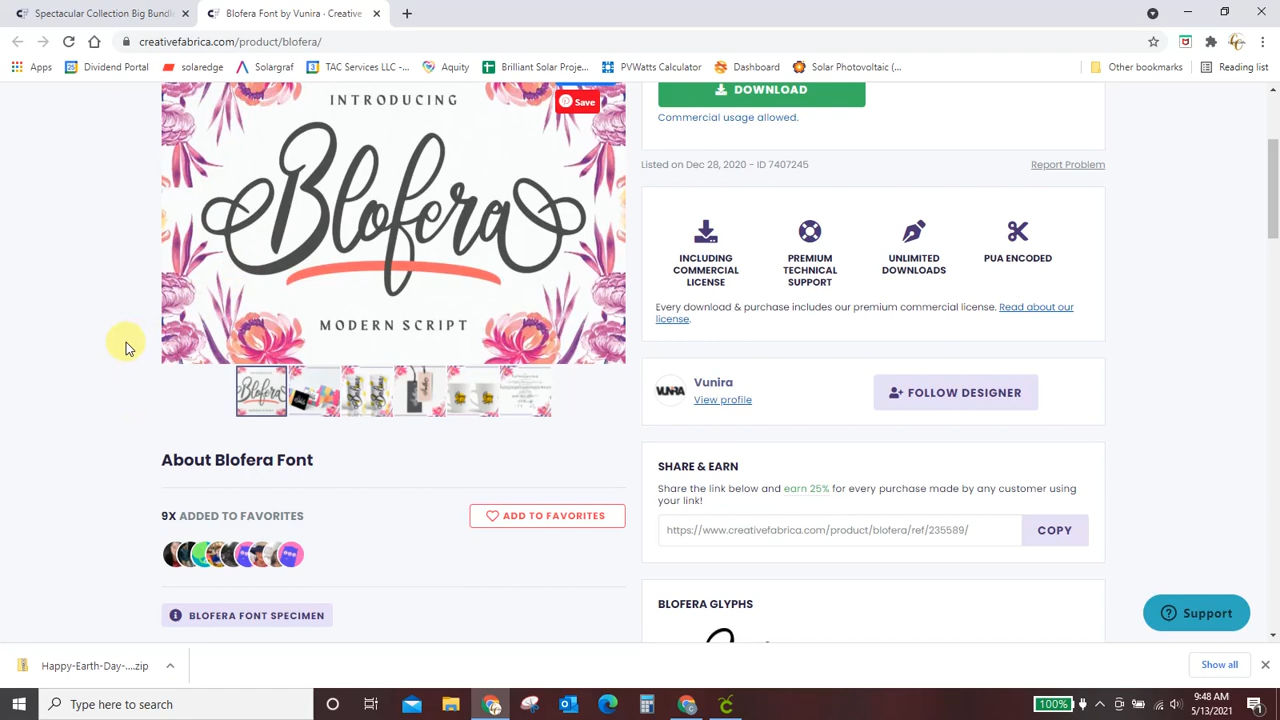 Spectacular Collection Big Bundl
Blofera Font by Vunira - Creative
creativefabrica.com/product/blofera/
Apps
Dividend Portal
solaredge
Solargraf
TAC Services LLC -...
Aquity
Brilliant Solar Proje...
PVWatts Calculator
Dashboard
Solar Photovoltaic (...
Other bookmarks
Reading list
INTRODUCING
Save
Blofera
MODERN SCRIPT
DOWNLOAD
Commercial usage allowed.
Listed on Dec 28, 2020 - ID 7407245
Report Problem
INCLUDING
COMMERCIAL
LICENSE
PREMIUM
TECHNICAL
SUPPORT
UNLIMITED
DOWNLOADS
PUA ENCODED
Every download & purchase includes our premium commercial license. Read about our
license.
VUNIRA
Vunira
View profile
FOLLOW DESIGNER
About Blofera Font
SHARE & EARN
Share the link below and earn 25% for every purchase made by any customer using
your link!
https://www.creativefabrica.com/product/blofera/ref/235589/
COPY
9X ADDED TO FAVORITES
ADD TO FAVORITES
BLOFERA GLYPHS
BLOFERA FONT SPECIMEN
Support
Happy-Earth-Day-....zip
Show all
Type here to search
100%
9:48 AM
5/13/2021